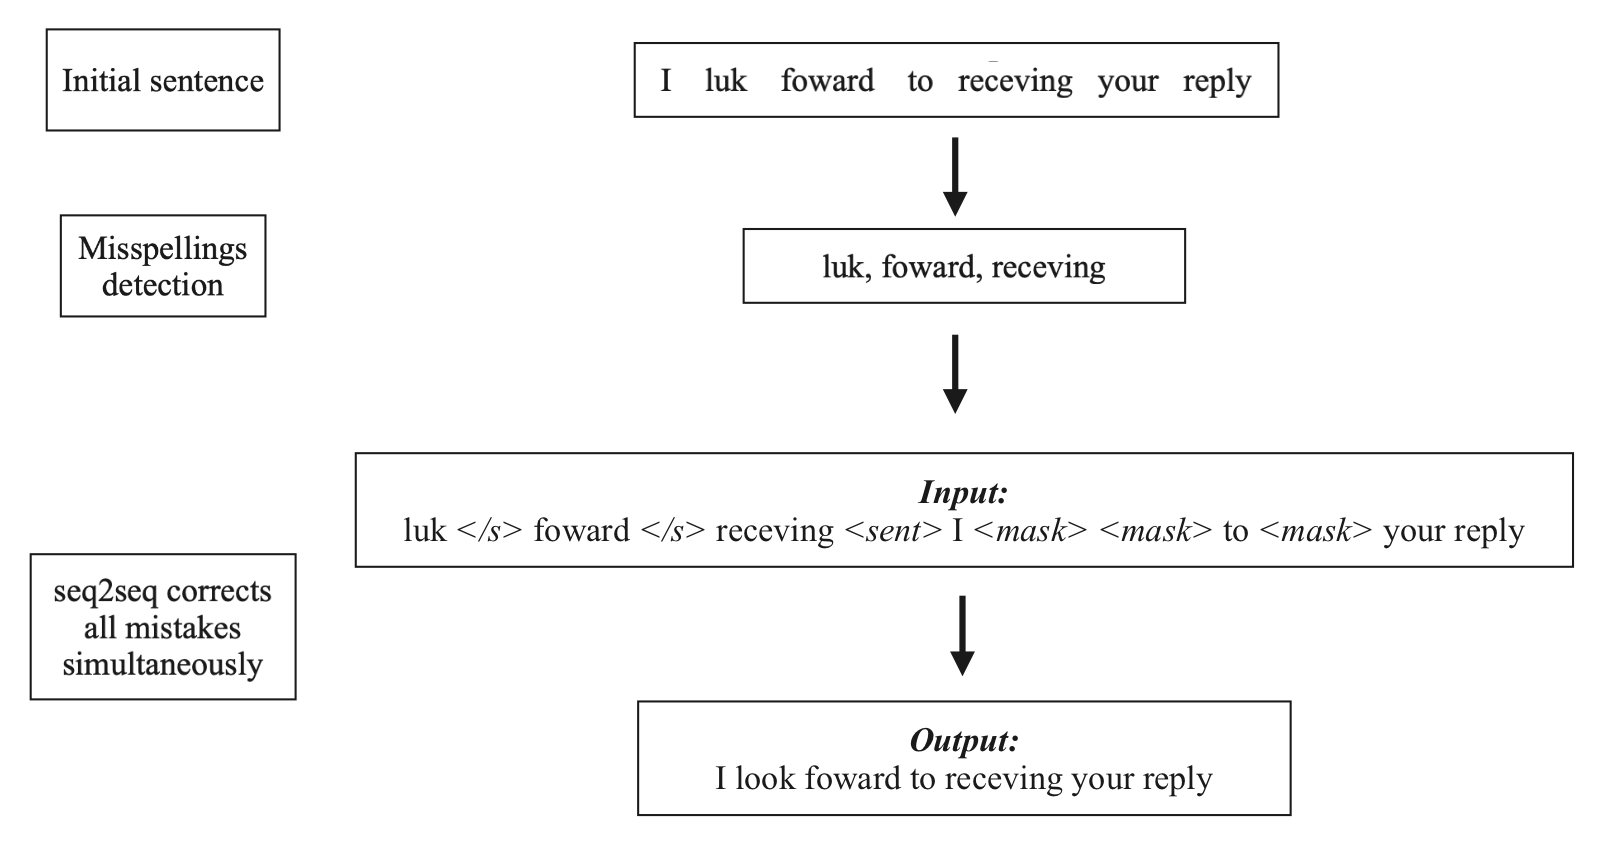 Initial sentence
I luk foward to receving your reply
Misspellings
detection
luk, foward, receving
Input:
luk </s> foward </s> receving <sent> I <mask> <mask> to <mask> your reply
seq2seq corrects
all mistakes
simultaneously
Output:
I look foward to receving your reply